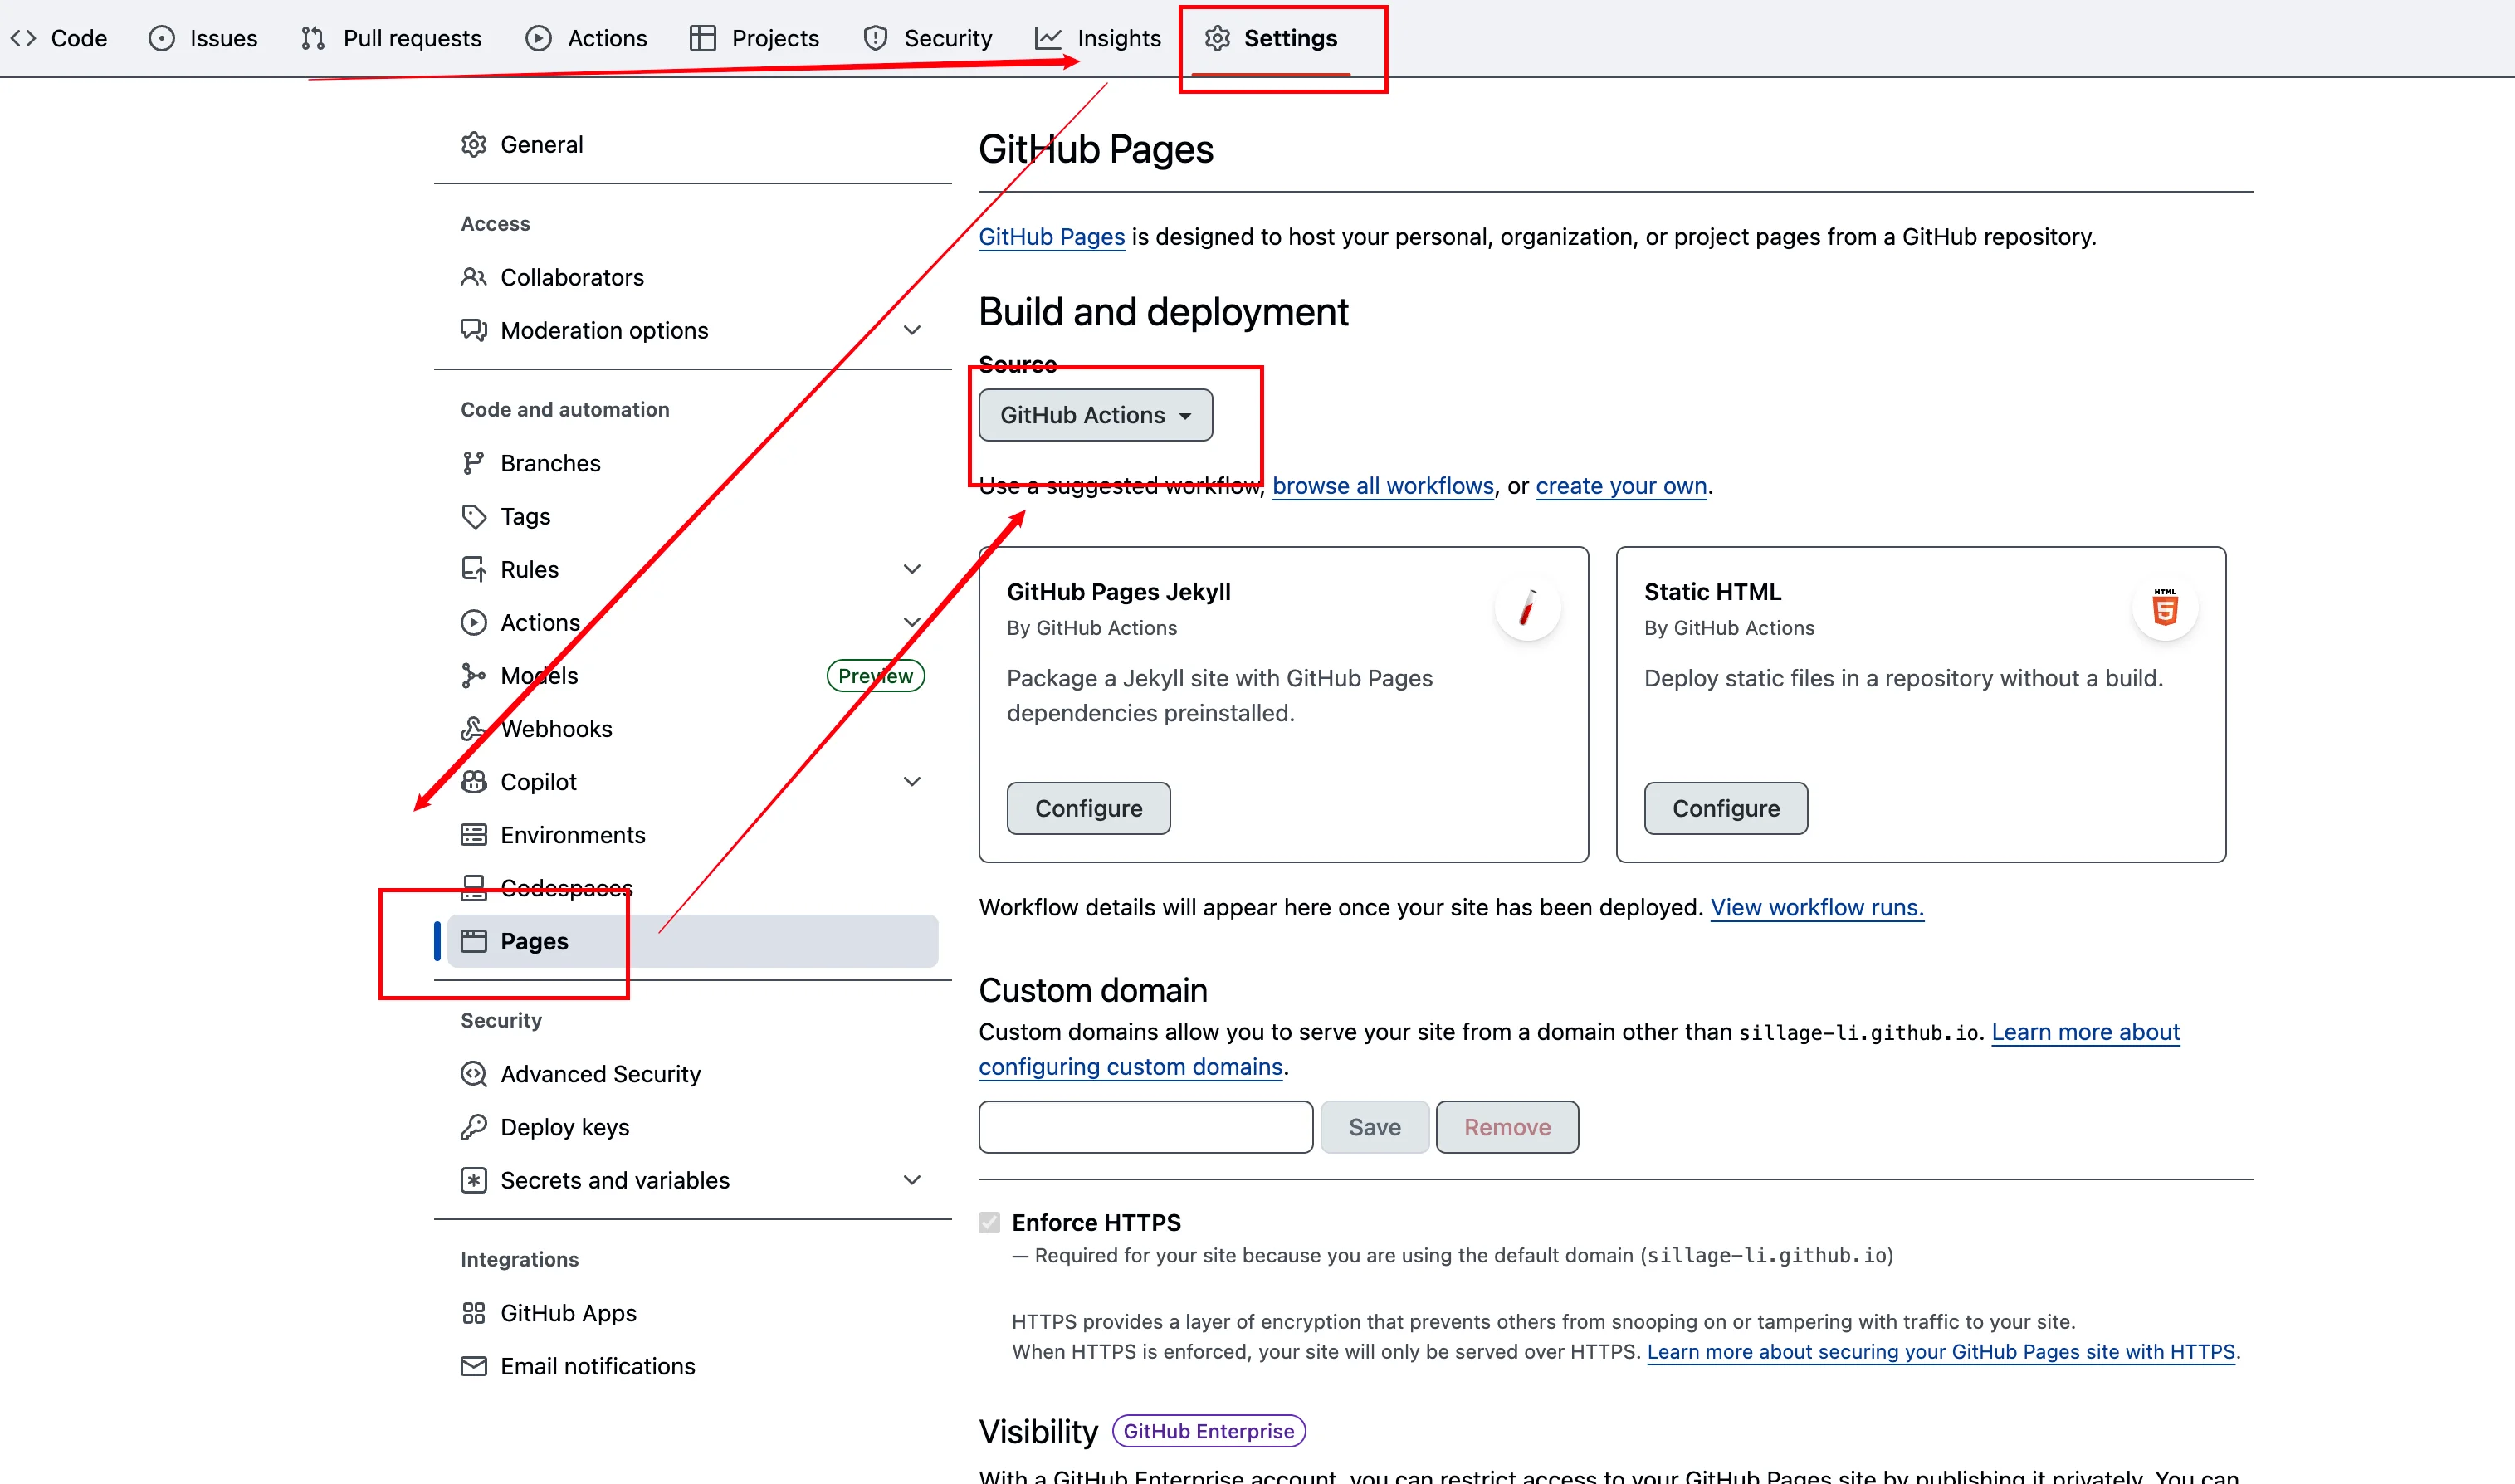 Code Issues Pull requests Actions Projects Security Insights Settings
General
Access
Collaborators
Moderation options
Code and automation
Branches
Tags
Rules
Actions
Models Preview
Webhooks
Copilot
Environments
Codespaces
Pages
Security
Advanced Security
Deploy keys
Secrets and variables
Integrations
GitHub Apps
Email notifications
GitHub Pages
GitHub Pages is designed to host your personal, organization, or project pages from a GitHub repository.
Build and deployment
Source
GitHub Actions
Use a suggested workflow, browse all workflows, or create your own.
GitHub Pages Jekyll
By GitHub Actions
Package a Jekyll site with GitHub Pages
dependencies preinstalled.
Configure
Static HTML
HTML
5
By GitHub Actions
Deploy static files in a repository without a build.
Configure
Workflow details will appear here once your site has been deployed. View workflow runs.
Custom domain
Custom domains allow you to serve your site from a domain other than sillage-li.github.io. Learn more about
configuring custom domains.
Save Remove
Enforce HTTPS
— Required for your site because you are using the default domain (sillage-li.github.io)
HTTPS provides a layer of encryption that prevents others from snooping on or tampering with traffic to your site.
When HTTPS is enforced, your site will only be served over HTTPS. Learn more about securing your GitHub Pages site with HTTPS.
Visibility GitHub Enterprise
With a GitHub Enterprise account, you can restrict access to your GitHub Pages site by publishing it privately. You can